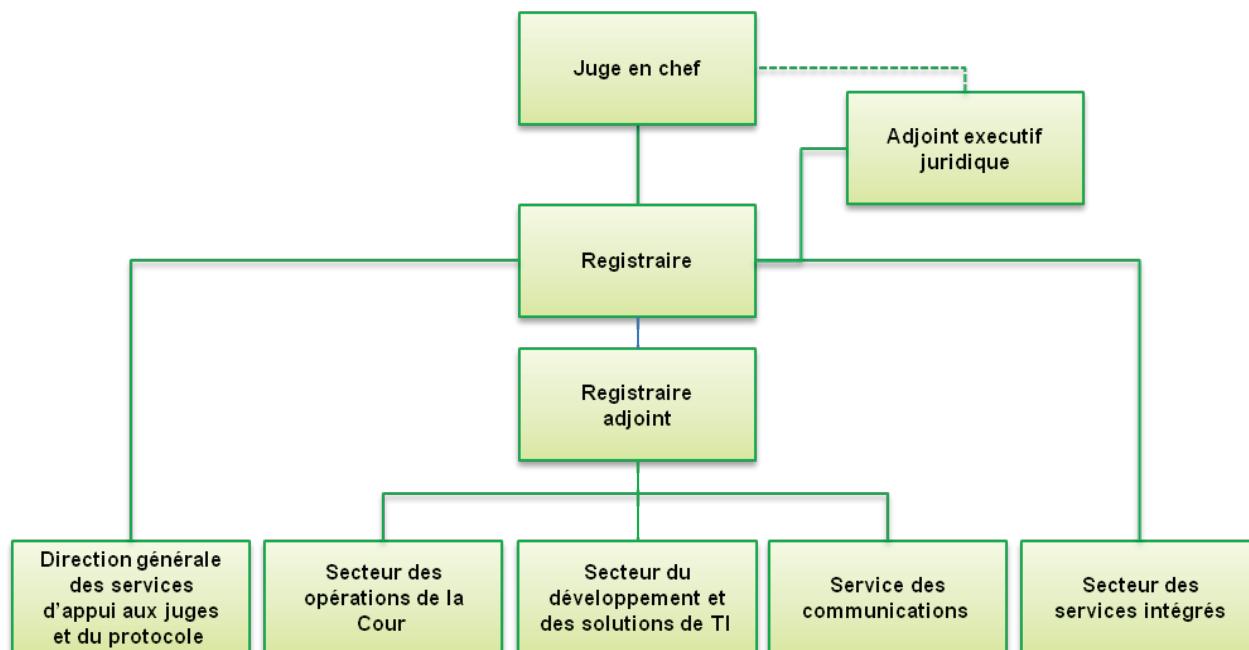 Juge en chef
Adjoint executif
juridique
Registraire
Registraire
adjoint
Direction générale
des services
d'appui aux juges
et du protocole
Secteur des
opérations de la
Cour
Secteur du
développement et
des solutions de TI
Service des
communications
Secteur des
services intégrés